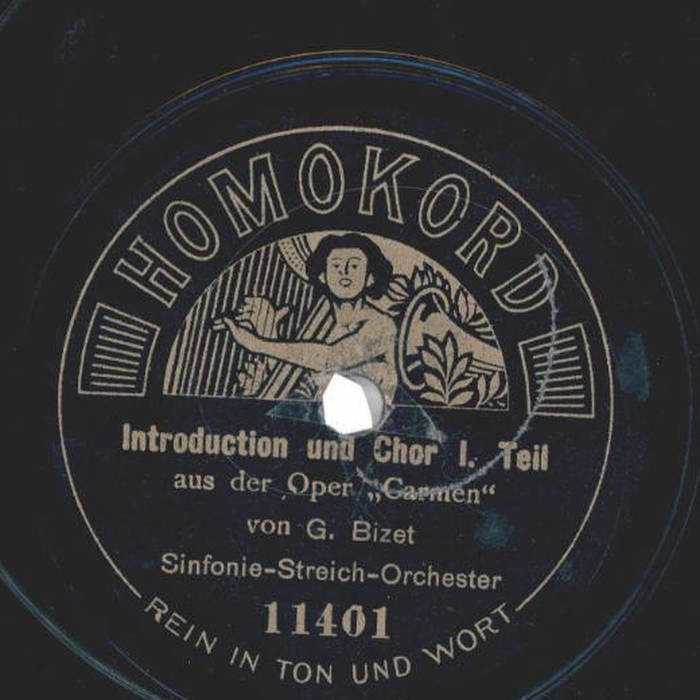 HOMOKORD
Introduction und Chor I. Teil
aus der Oper „Carmen“
von G. Bizet
Sinfonie-Streich-Orchester
11401
REIN IN TON UND WORT